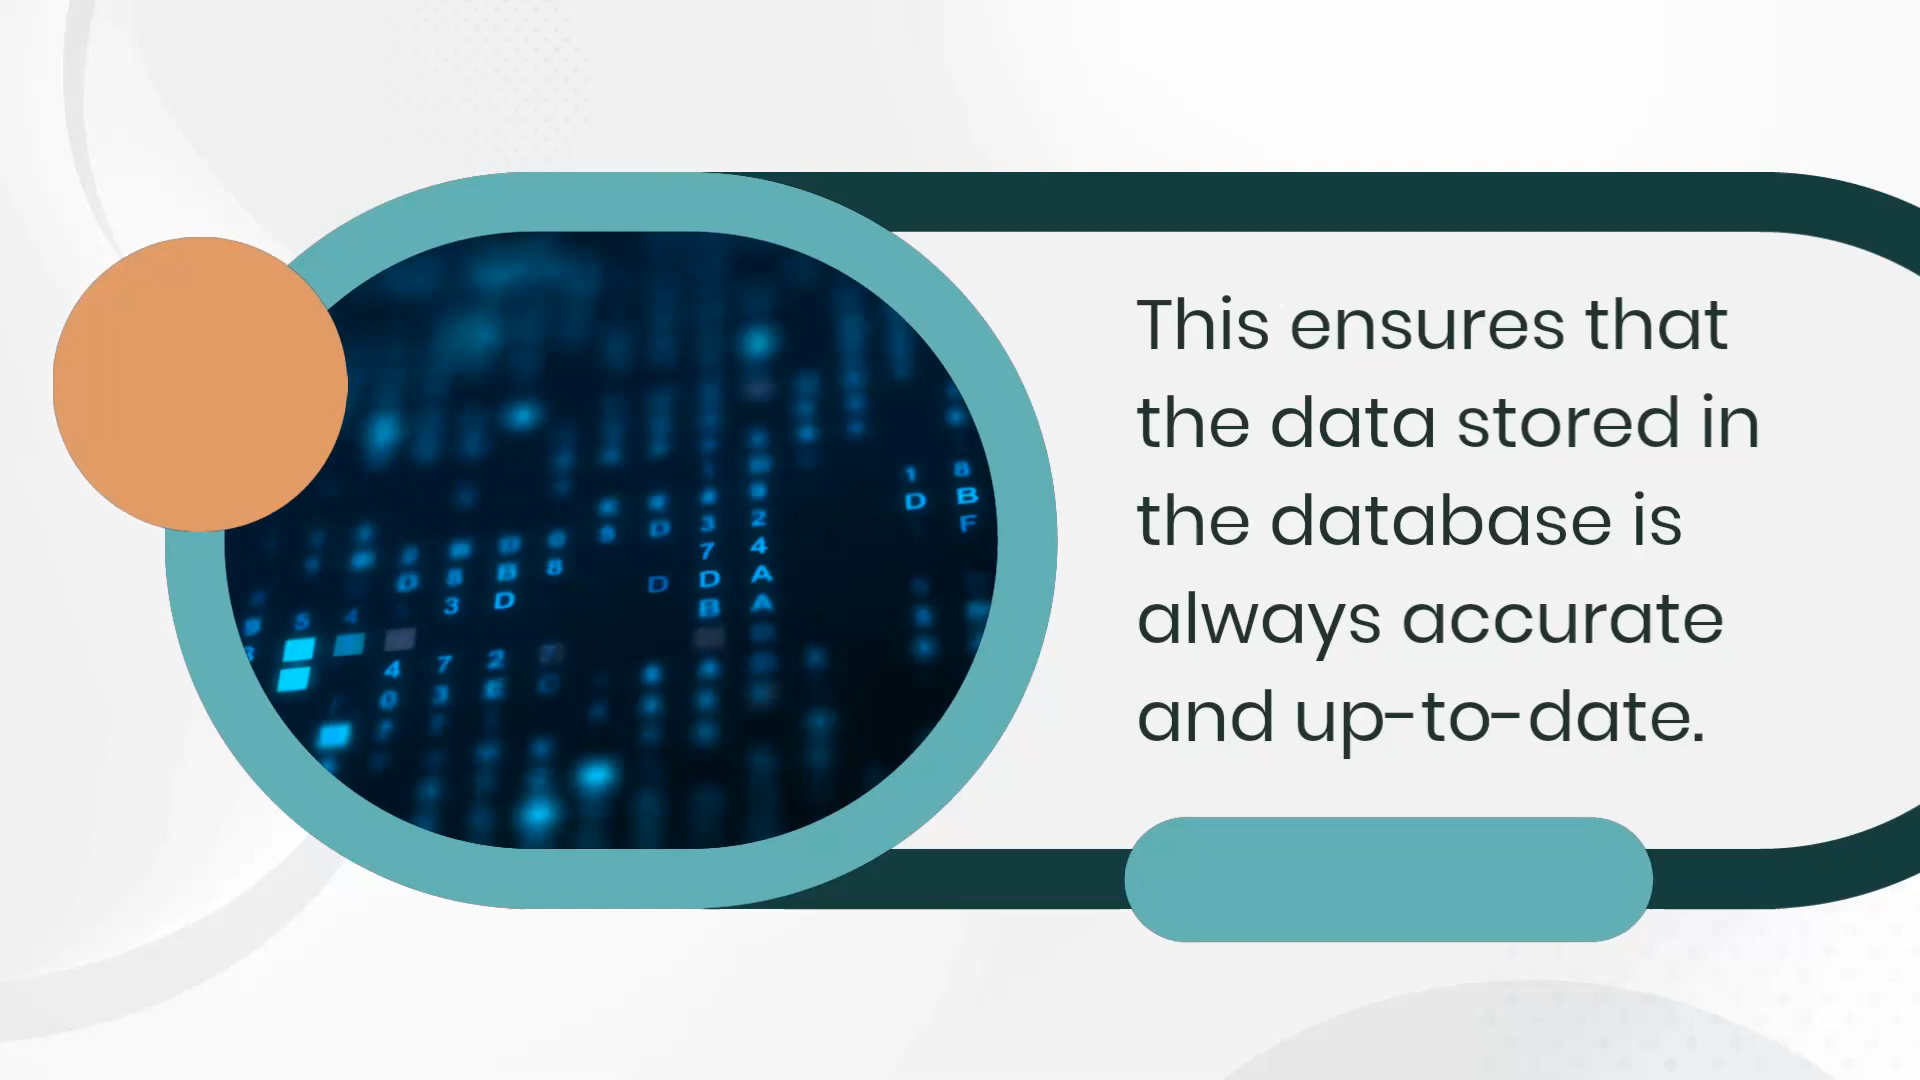 This ensures that
the data stored in
the database is
always accurate
and up-to-date.